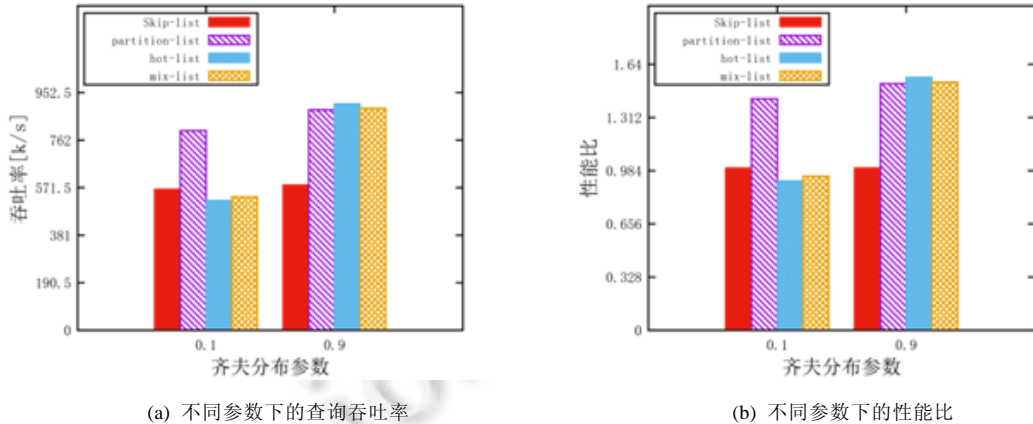 Skip-list
partition-list
hot-list
mix-list
952.5
762
571.5
381
190.5
0
吞吐率[k/s]
0.1 0.9
齐夫分布参数
(a) 不同参数下的查询吞吐率
Skip-list
partition-list
hot-list
mix-list
1.64
1.312
0.984
0.656
0.328
0
性能比
0.1 0.9
齐夫分布参数
(b) 不同参数下的性能比